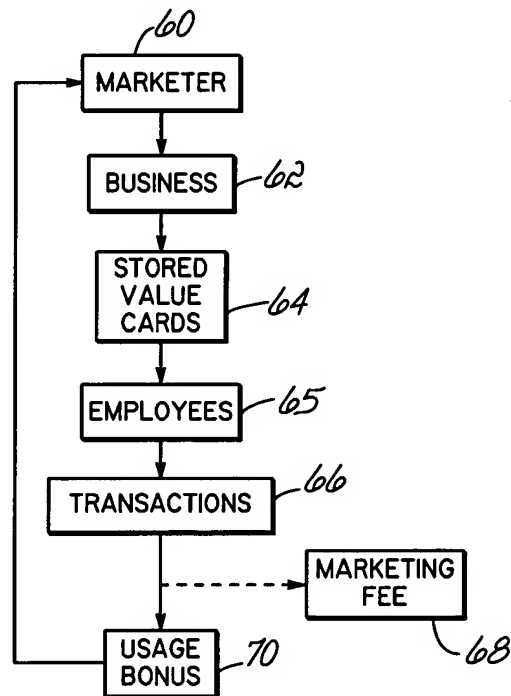 60
MARKETER
BUSINESS
62
STORED
VALUE
CARDS
64
EMPLOYEES
65
TRANSACTIONS
66
MARKETING
FEE
68
USAGE
BONUS
70